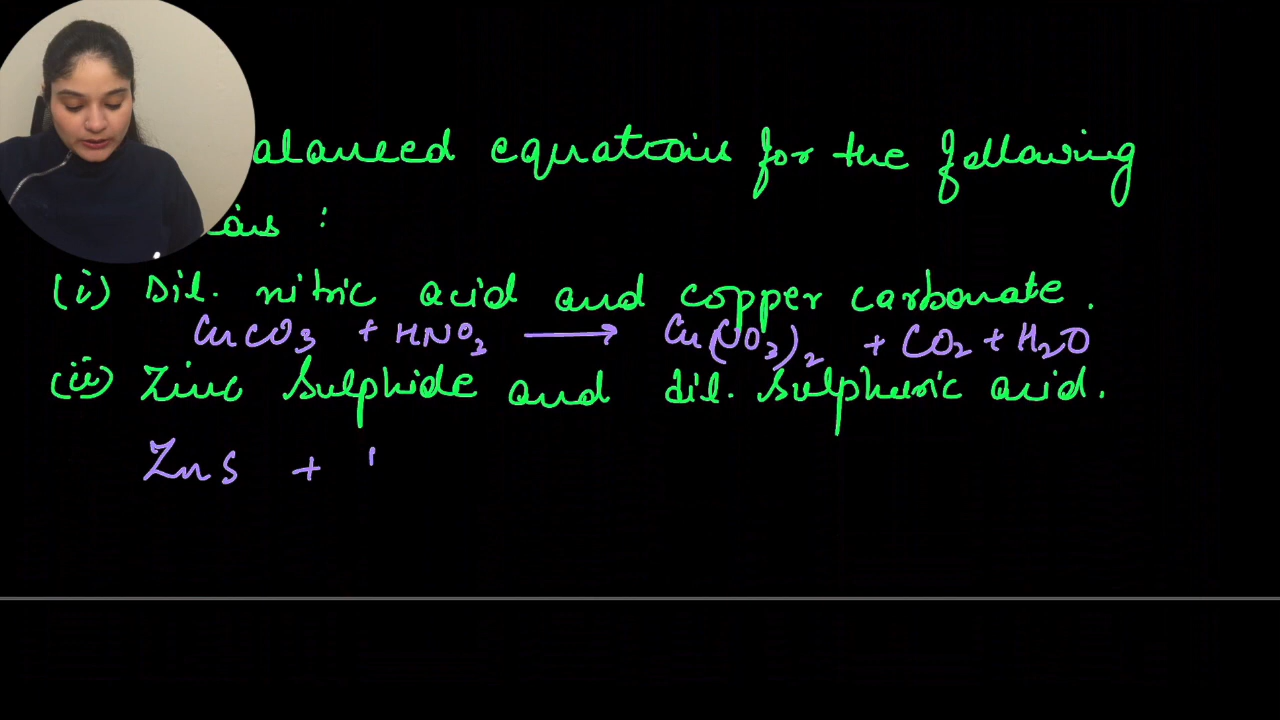 alanced equations for the following
ions :
(i) Dil. nitric acid and copper carbonate.
CuCO3 + HNO3 ⟶ Cu(NO3)2 + CO2 + H2O
(ii) Zinc Sulphide and dil. Sulphuric acid.
ZnS +